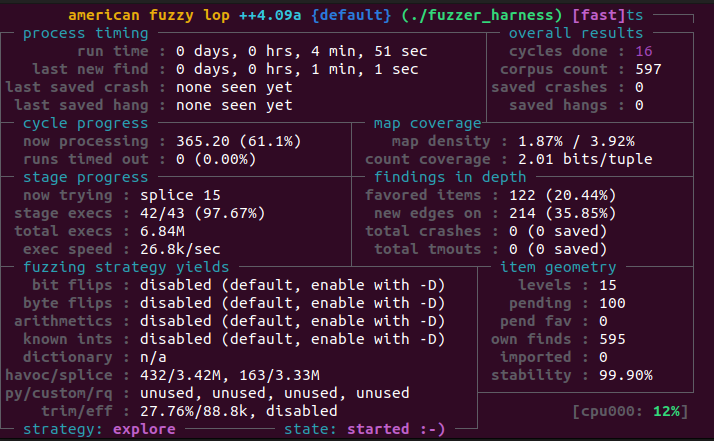 american fuzzy lop ++4.09a {default} (./fuzzer_harness) [fast]ts
process timing overall results
run time : 0 days, 0 hrs, 4 min, 51 sec cycles done : 16
last new find : 0 days, 0 hrs, 1 min, 1 sec corpus count : 597
last saved crash : none seen yet saved crashes : 0
last saved hang : none seen yet saved hangs : 0
cycle progress map coverage
now processing : 365.20 (61.1%) map density : 1.87% / 3.92%
runs timed out : 0 (0.00%) count coverage : 2.01 bits/tuple
stage progress findings in depth
now trying : splice 15 favored items : 122 (20.44%)
stage execs : 42/43 (97.67%) new edges on : 214 (35.85%)
total execs : 6.84M total crashes : 0 (0 saved)
exec speed : 26.8k/sec total tmouts : 0 (0 saved)
fuzzing strategy yields item geometry
bit flips : disabled (default, enable with -D) levels : 15
byte flips : disabled (default, enable with -D) pending : 100
arithmetics : disabled (default, enable with -D) pend fav : 0
known ints : disabled (default, enable with -D) own finds : 595
dictionary : n/a imported : 0
havoc/splice : 432/3.42M, 163/3.33M stability : 99.90%
py/custom/rq : unused, unused, unused, unused
trim/eff : 27.76%/88.8k, disabled [cpu000: 12%]
strategy: explore state: started :-)